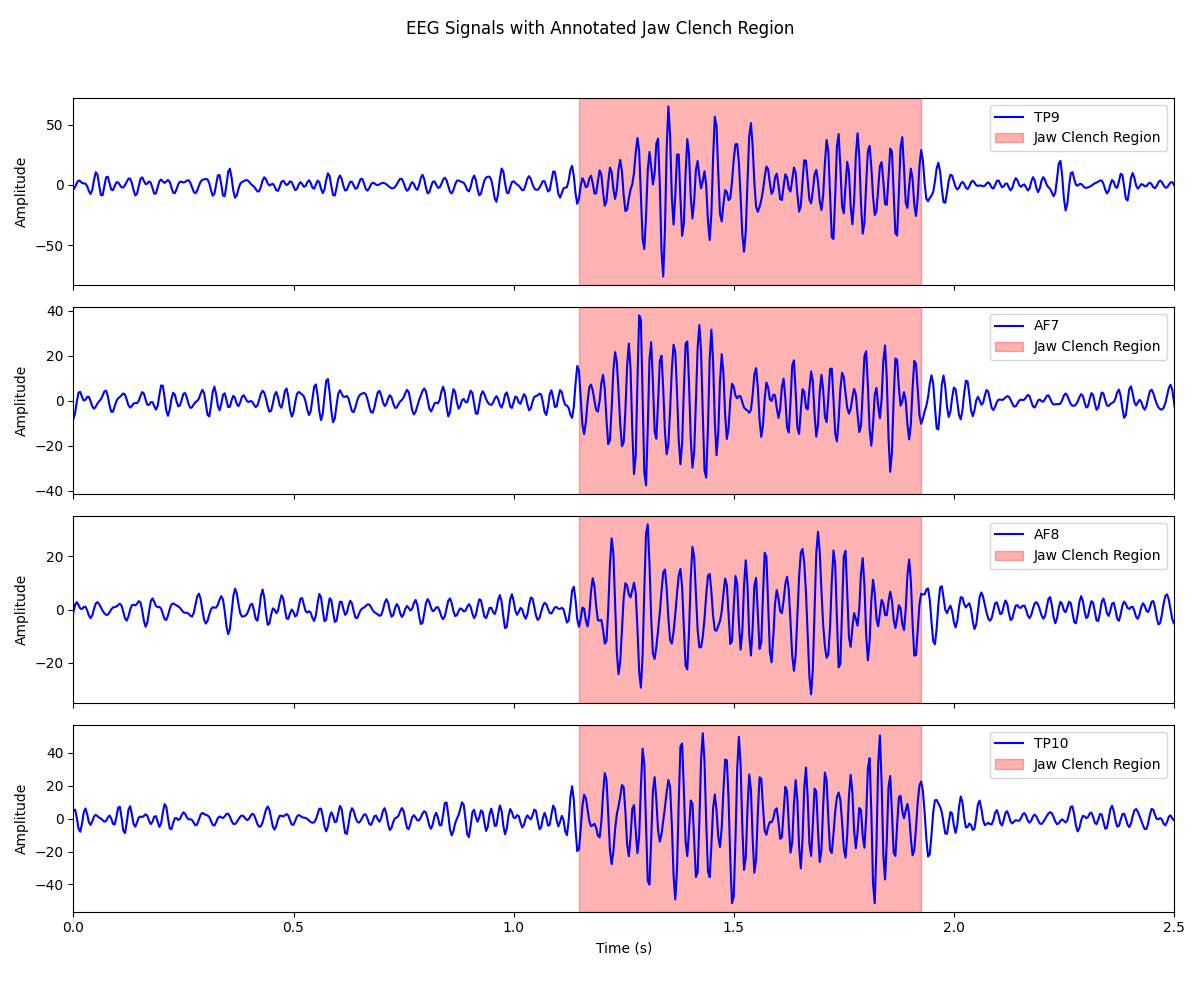 EEG Signals with Annotated Jaw Clench Region
50
0
−50
Amplitude
TP9
Jaw Clench Region
40
20
0
−20
−40
Amplitude
AF7
Jaw Clench Region
20
0
−20
Amplitude
AF8
Jaw Clench Region
40
20
0
−20
−40
Amplitude
TP10
Jaw Clench Region
0.0 0.5 1.0 1.5 2.0 2.5
Time (s)